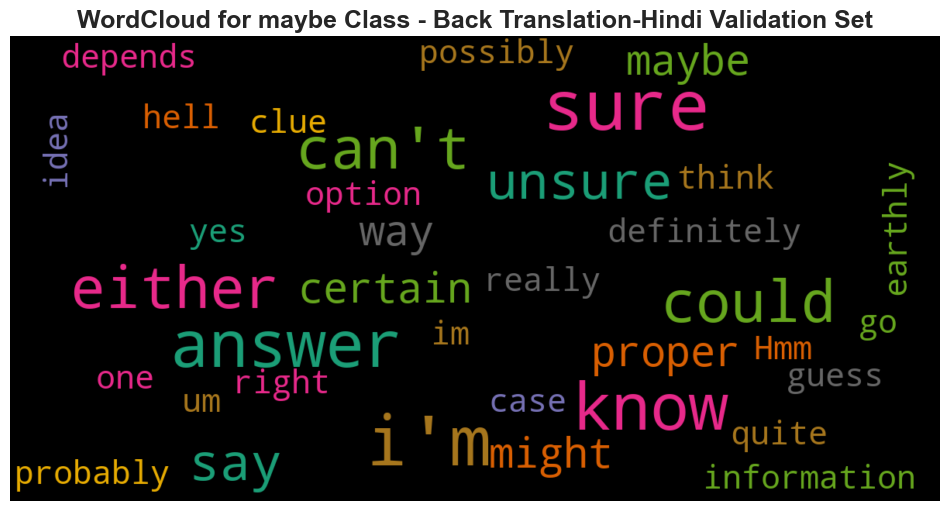 WordCloud for maybe Class - Back Translation-Hindi Validation Set
depends
possibly
maybe
sure
hell
clue
idea
can't
unsure
think
option
earthly
yes
way
definitely
either
certain
really
could
go
answer
im
proper
Hmm
one
right
guess
um
case
know
i'm
might
quite
probably
say
information